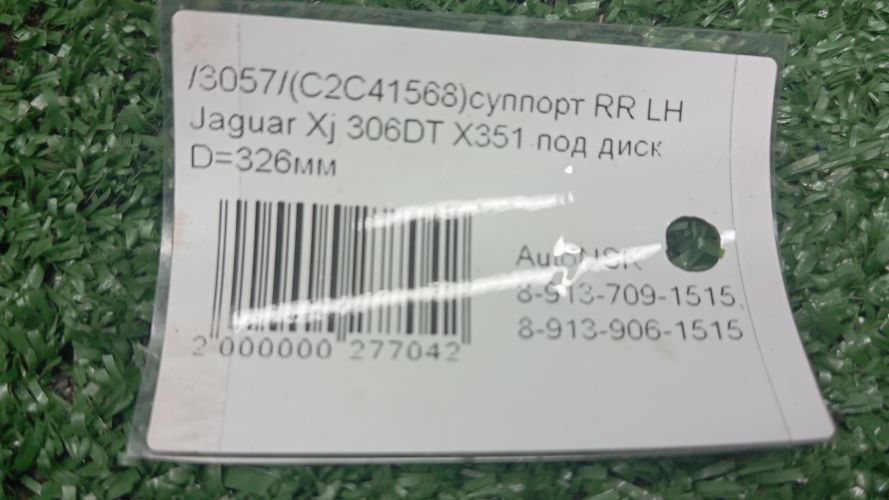 /3057/(C2C41568)суппорт RR LH
Jaguar Xj 306DT X351 под диск
D=326мм
AutoNSK
8-913-709-1515,
8-913-906-1515
2 000000 277042